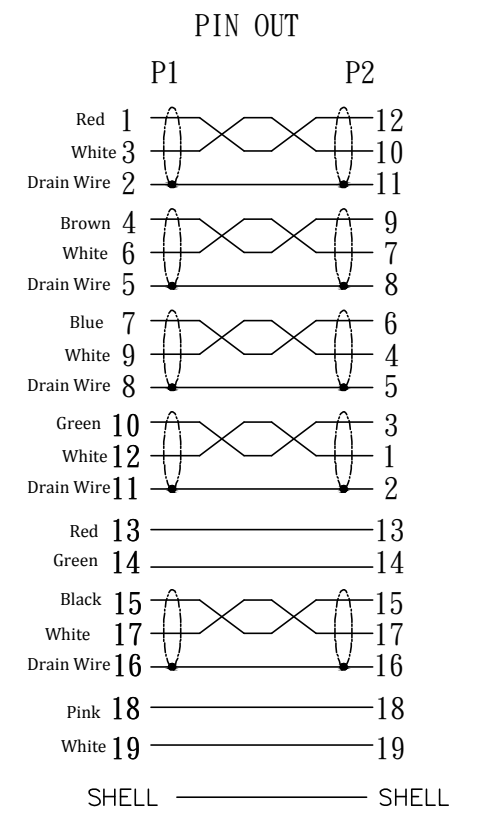 PIN OUT
P1 P2
Red 1 12
White 3 10
Drain Wire 2 11
Brown 4 9
White 6 7
Drain Wire 5 8
Blue 7 6
White 9 4
Drain Wire 8 5
Green 10 3
White 12 1
Drain Wire 11 2
Red 13 13
Green 14 14
Black 15 15
White 17 17
Drain Wire 16 16
Pink 18 18
White 19 19
SHELL SHELL